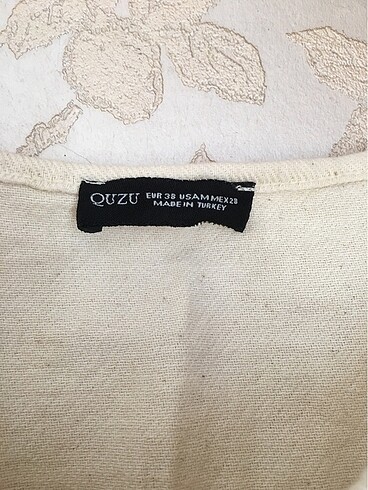 QUZU EUR 38 USA M MEX 28
MADE IN TURKEY